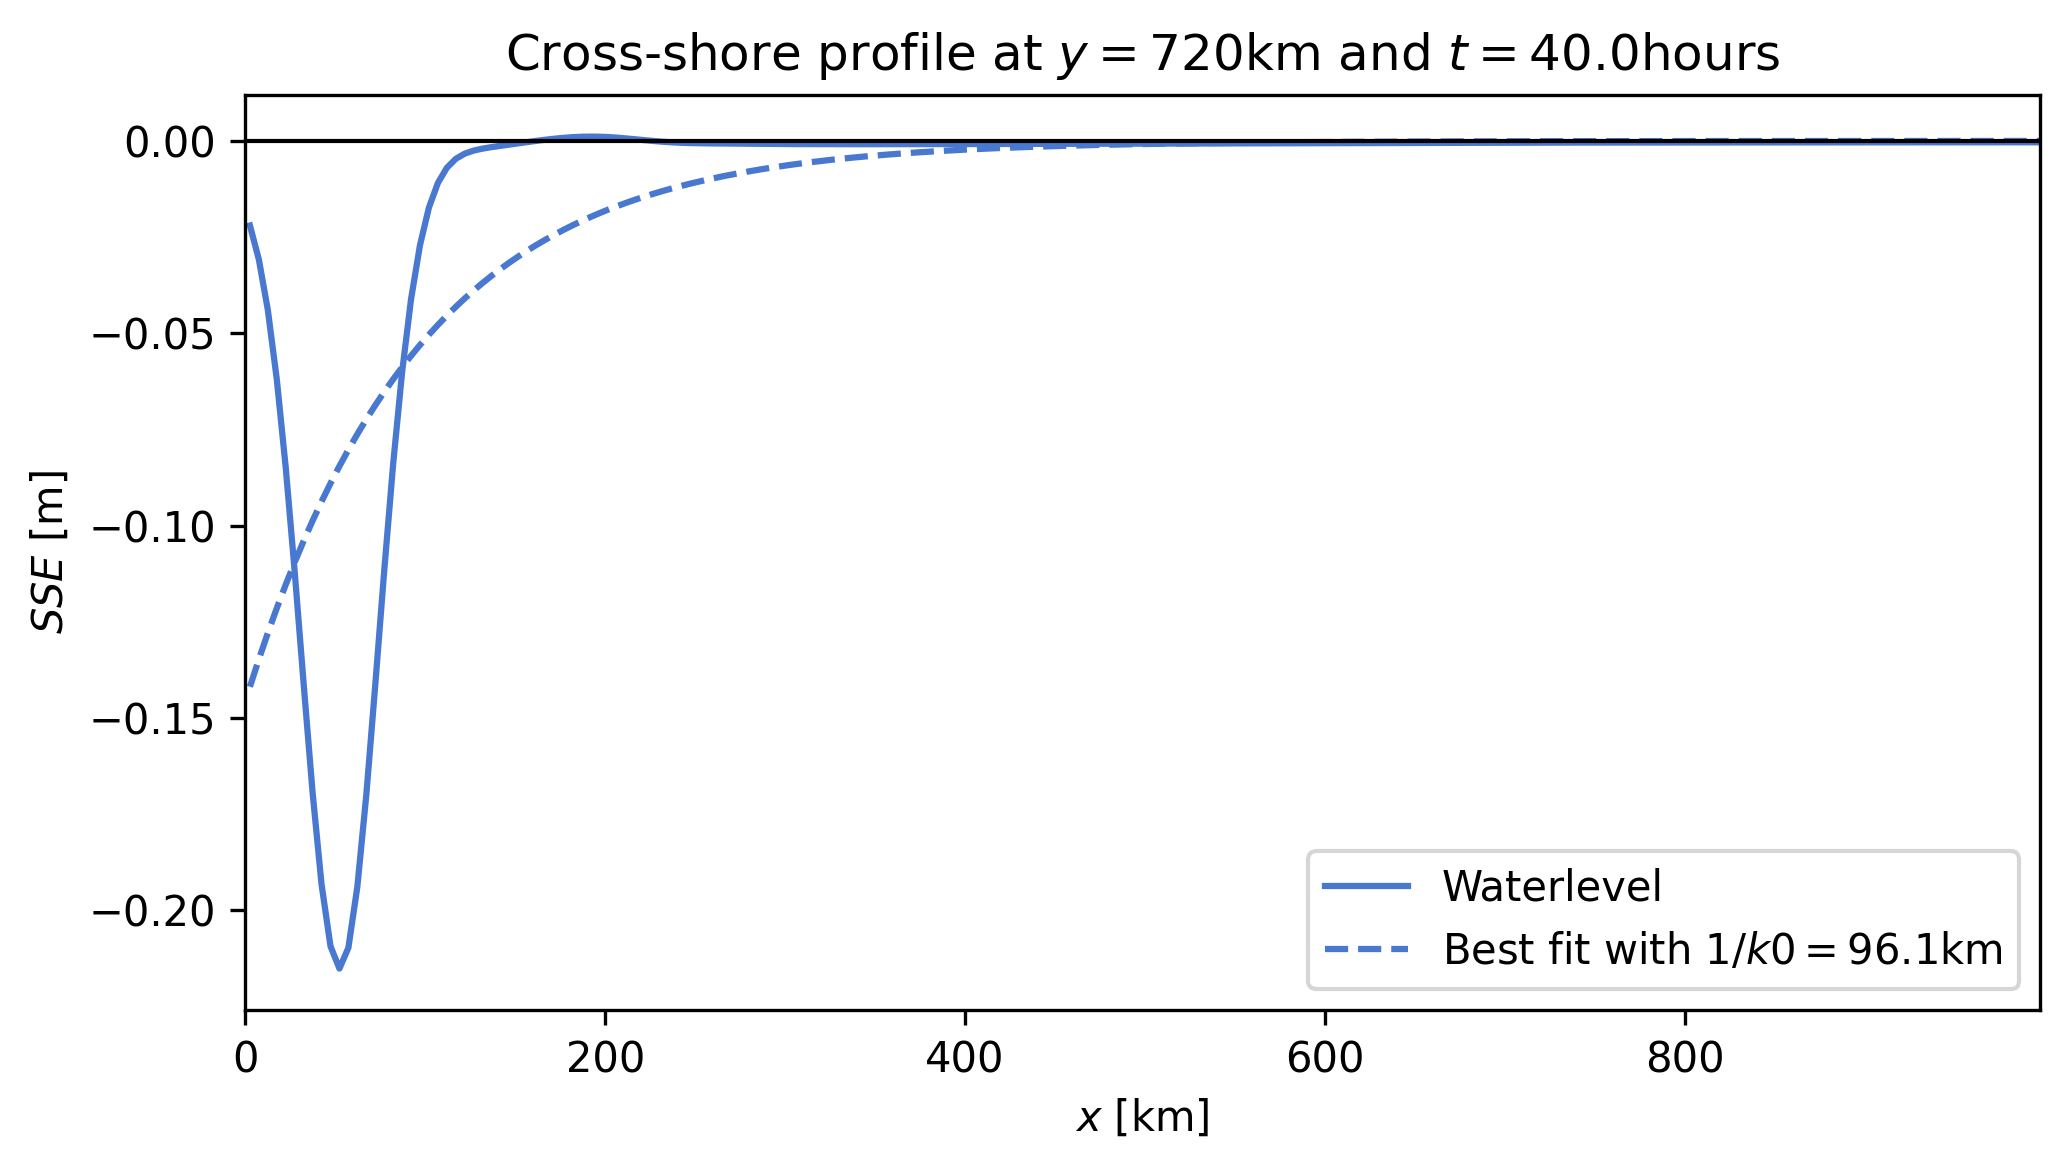 Cross-shore profile at y = 720km and t = 40.0hours
0.00
−0.05
−0.10
−0.15
−0.20
SSE [m]
Waterlevel
Best fit with 1/k0 = 96.1km
0 200 400 600 800
x [km]